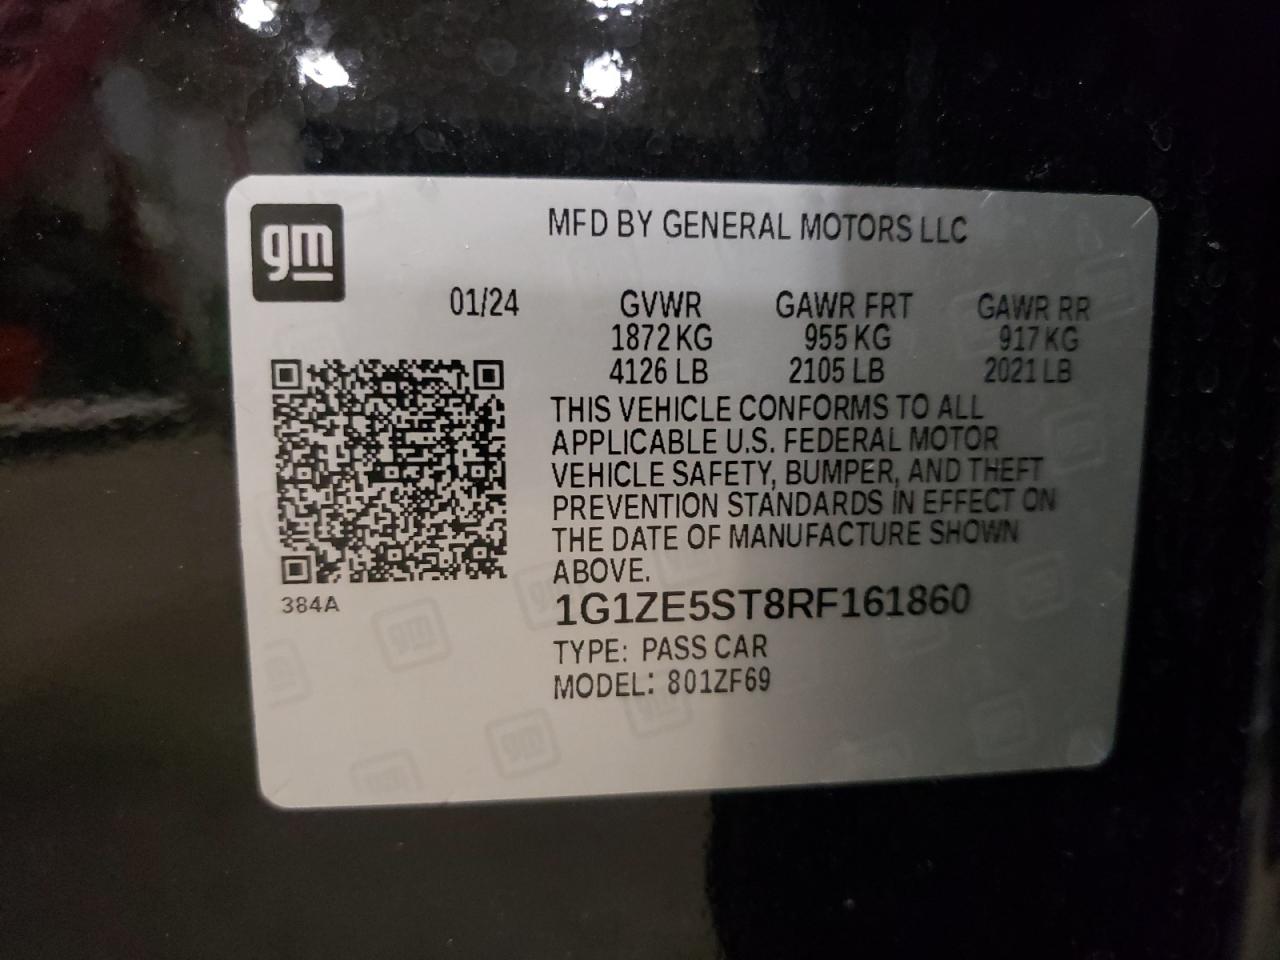 gm
MFD BY GENERAL MOTORS LLC
01/24 GVWR GAWR FRT GAWR RR
1872 KG 955 KG 917 KG
4126 LB 2105 LB 2021 LB
THIS VEHICLE CONFORMS TO ALL
APPLICABLE U.S. FEDERAL MOTOR
VEHICLE SAFETY, BUMPER, AND THEFT
PREVENTION STANDARDS IN EFFECT ON
THE DATE OF MANUFACTURE SHOWN
ABOVE.
384A
1G1ZE5ST8RF161860
TYPE: PASS CAR
MODEL: 801ZF69